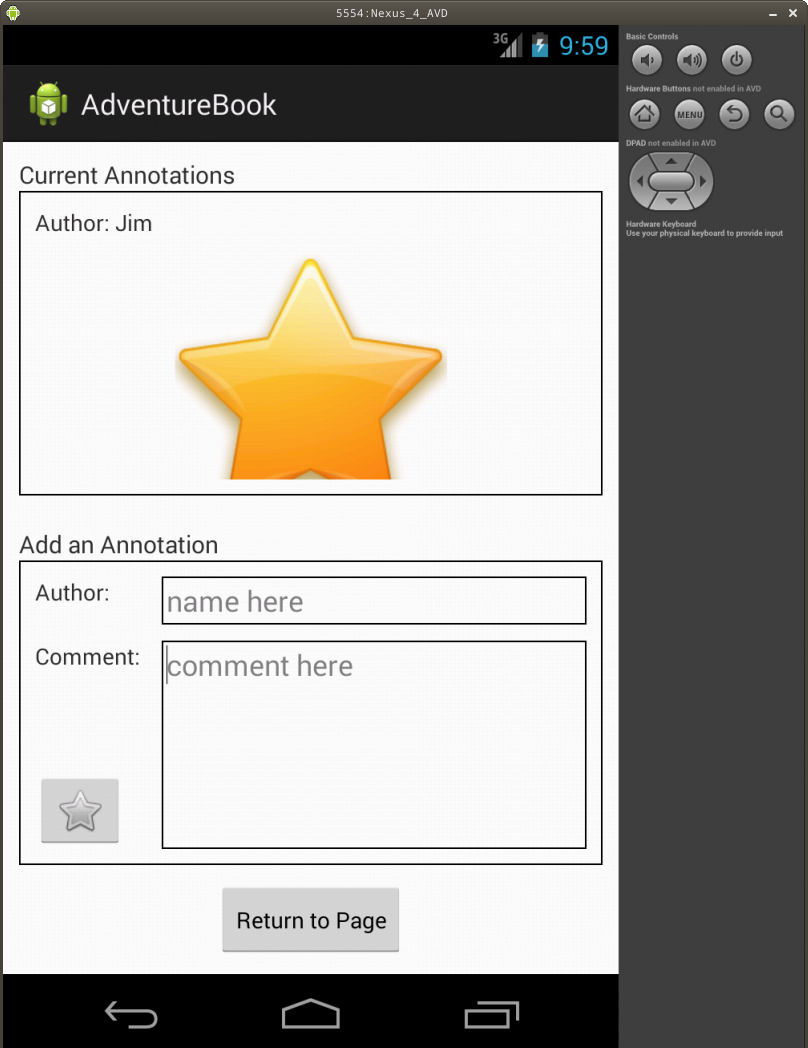 5554:Nexus_4_AVD
3G 9:59
AdventureBook
Current Annotations
Author: Jim
Add an Annotation
Author:
name here
Comment:
comment here
Return to Page
Basic Controls
Hardware Buttons not enabled in AVD
MENU
DPAD not enabled in AVD
Hardware Keyboard
Use your physical keyboard to provide input